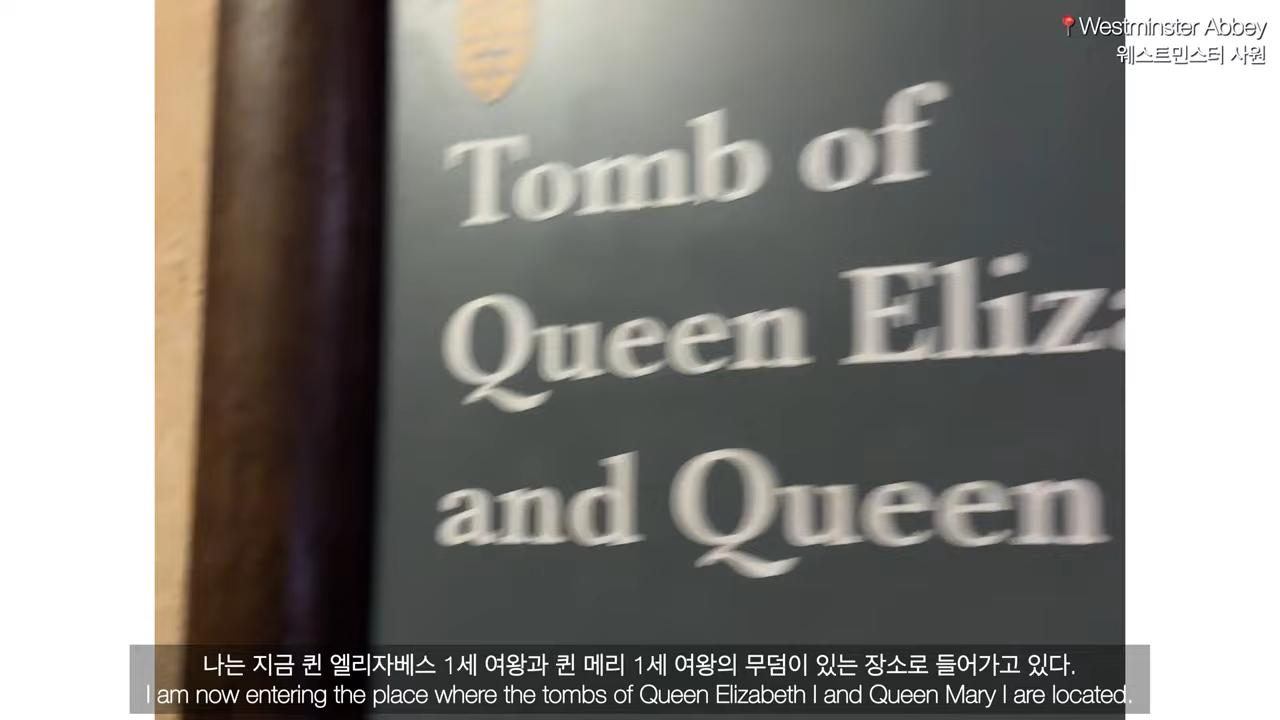 Westminster Abbey
웨스트민스터 사원
Tomb of
Queen Eliza
and Queen
나는 지금 퀸 엘리자베스 1세 여왕과 퀸 메리 1세 여왕의 무덤이 있는 장소로 들어가고 있다.
I am now entering the place where the tombs of Queen Elizabeth I and Queen Mary I are located.